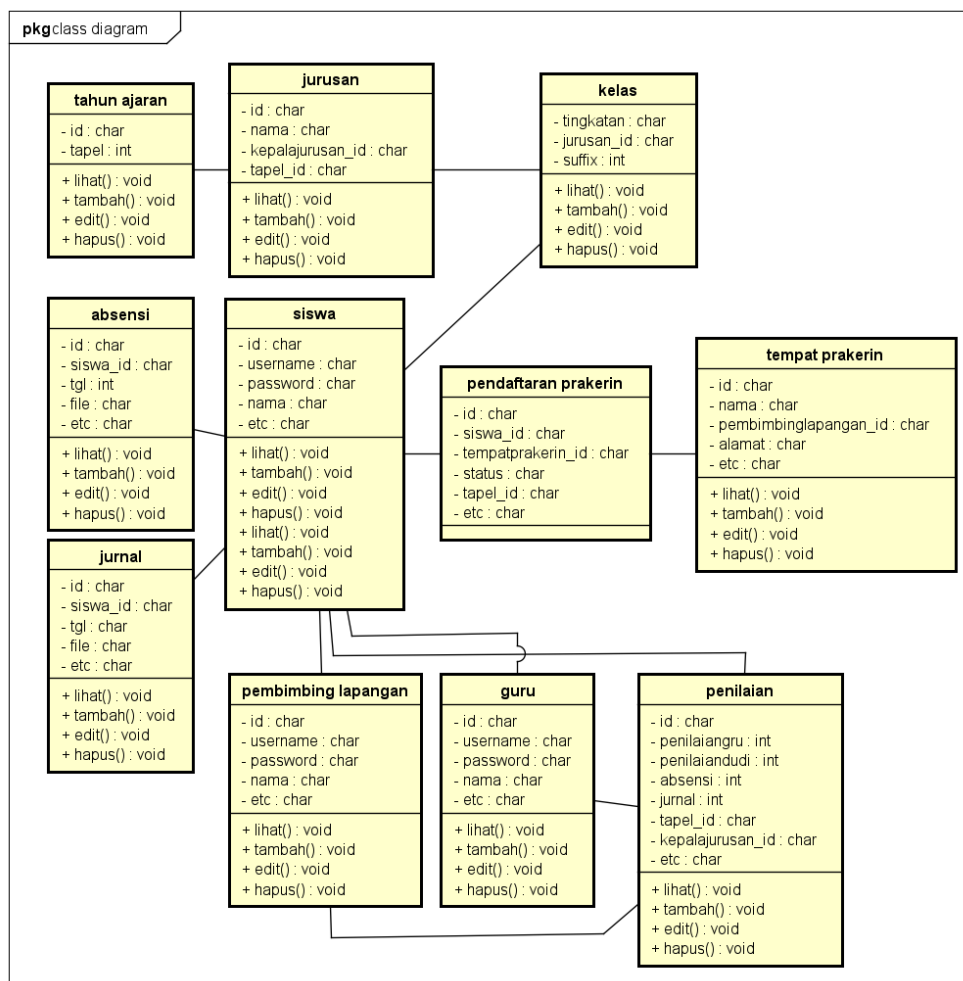 pkg class diagram
tahun ajaran
- id : char
- tapel : int
+ lihat() : void
+ tambah() : void
+ edit() : void
+ hapus() : void
jurusan
- id : char
- nama : char
- kepalajurusan_id : char
- tapel_id : char
+ lihat() : void
+ tambah() : void
+ edit() : void
+ hapus() : void
kelas
- tingkatan : char
- jurusan_id : char
- suffix : int
+ lihat() : void
+ tambah() : void
+ edit() : void
+ hapus() : void
absensi
- id : char
- siswa_id : char
- tgl : int
- file : char
- etc : char
+ lihat() : void
+ tambah() : void
+ edit() : void
+ hapus() : void
siswa
- id : char
- username : char
- password : char
- nama : char
- etc : char
+ lihat() : void
+ tambah() : void
+ edit() : void
+ hapus() : void
+ lihat() : void
+ tambah() : void
+ edit() : void
+ hapus() : void
pendaftaran prakerin
- id : char
- siswa_id : char
- tempatprakerin_id : char
- status : char
- tapel_id : char
- etc : char
tempat prakerin
- id : char
- nama : char
- pembimbinglapangan_id : char
- alamat : char
- etc : char
+ lihat() : void
+ tambah() : void
+ edit() : void
+ hapus() : void
jurnal
- id : char
- siswa_id : char
- tgl : char
- file : char
- etc : char
+ lihat() : void
+ tambah() : void
+ edit() : void
+ hapus() : void
pembimbing lapangan
- id : char
- username : char
- password : char
- nama : char
- etc : char
+ lihat() : void
+ tambah() : void
+ edit() : void
+ hapus() : void
guru
- id : char
- username : char
- password : char
- nama : char
- etc : char
+ lihat() : void
+ tambah() : void
+ edit() : void
+ hapus() : void
penilaian
- id : char
- penilaiangru : int
- penilaiandudi : int
- absensi : int
- jurnal : int
- tapel_id : char
- kepalajurusan_id : char
- etc : char
+ lihat() : void
+ tambah() : void
+ edit() : void
+ hapus() : void